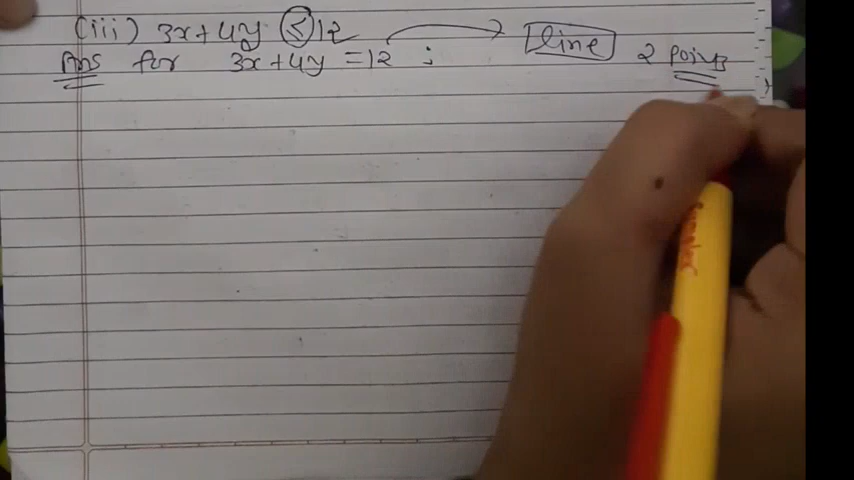 (iii) 3x + 4y ≤ 12 → line 2 points
Ans for 3x + 4y = 12 ;